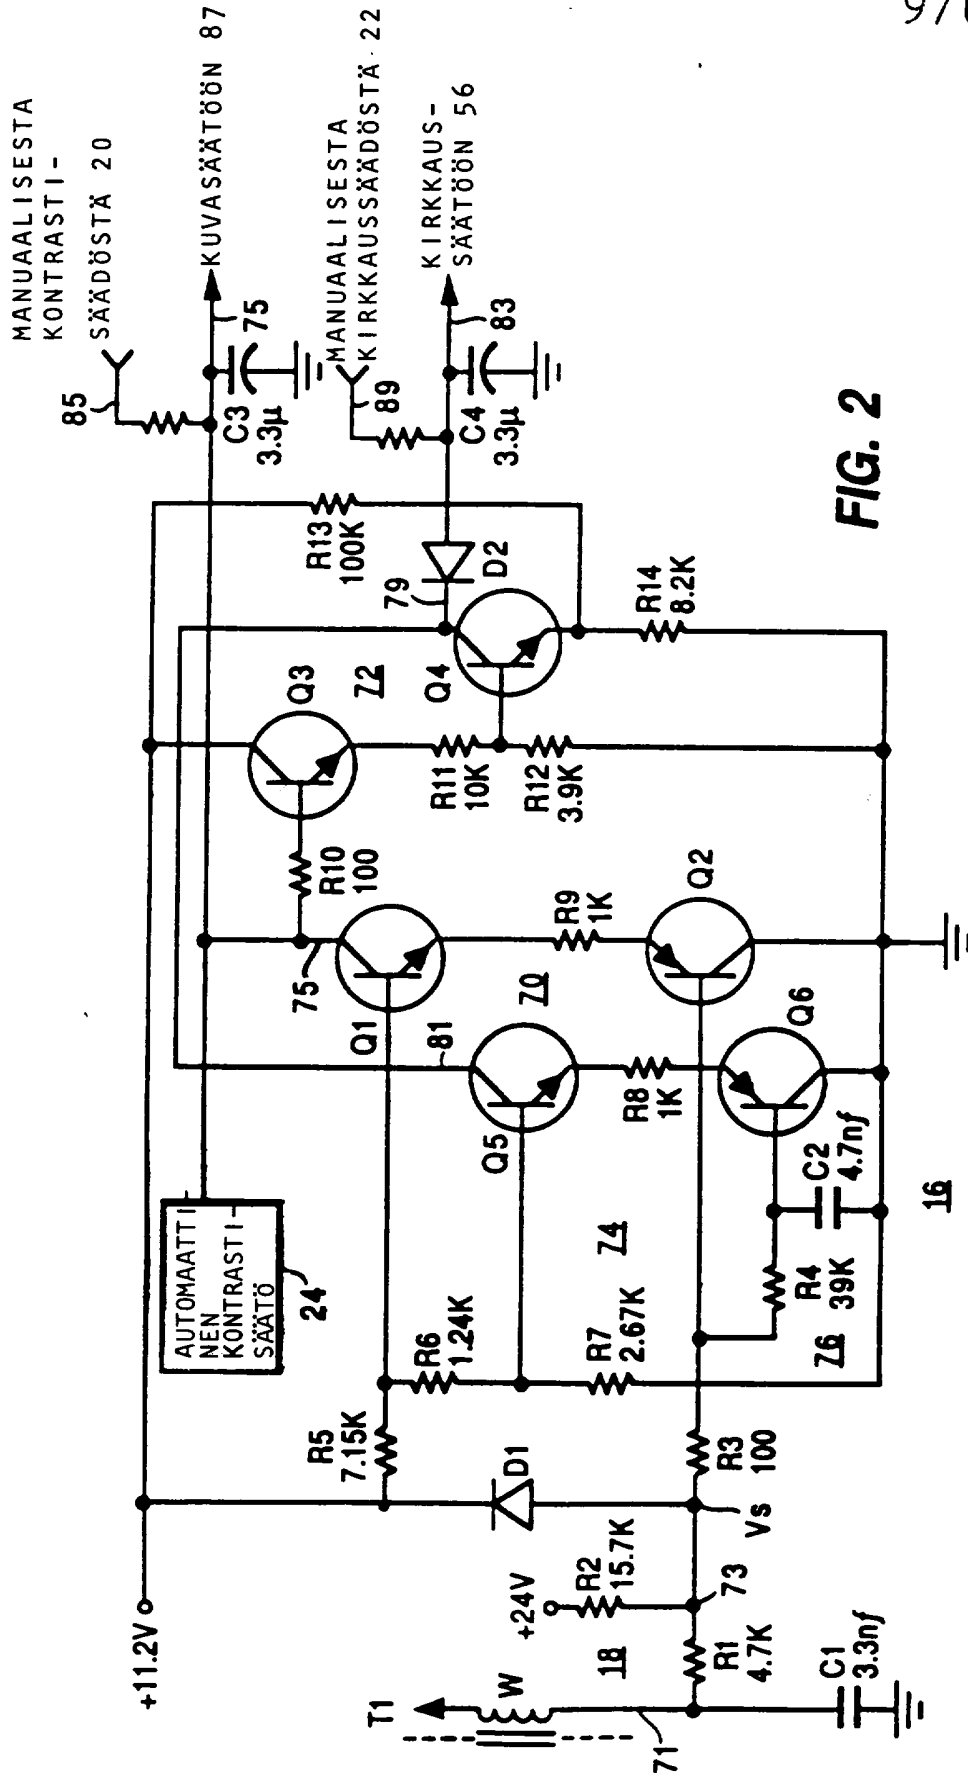 MANUAALISESTA
KONTRASTI-
SÄÄDÖSTÄ 20
KUVASÄÄTÖÖN 87
MANUAALISESTA
KIRKKAUSSÄÄDÖSTÄ 22
KIRKKAUS-
SÄÄTÖÖN 56
85
75
C3
3.3µ
89
83
C4
3.3µ
R13
100K
79
D2
R14
8.2K
Q3
72
Q4
R11
10K
R12
3.9K
R10
100
75
Q1
R9
1K
Q2
70
81
Q5
R8
1K
Q6
AUTOMAATTI
NEN
KONTRASTI-
SÄÄTÖ
24
C2
4.7nf
16
R6
1.24K
74
R7
2.67K
R4
39K
76
R5
7.15K
D1
R3
100
Vs
+11.2V
+24V
R2
15.7K
73
18
R1
4.7K
T1
W
71
C1
3.3nf
FIG. 2